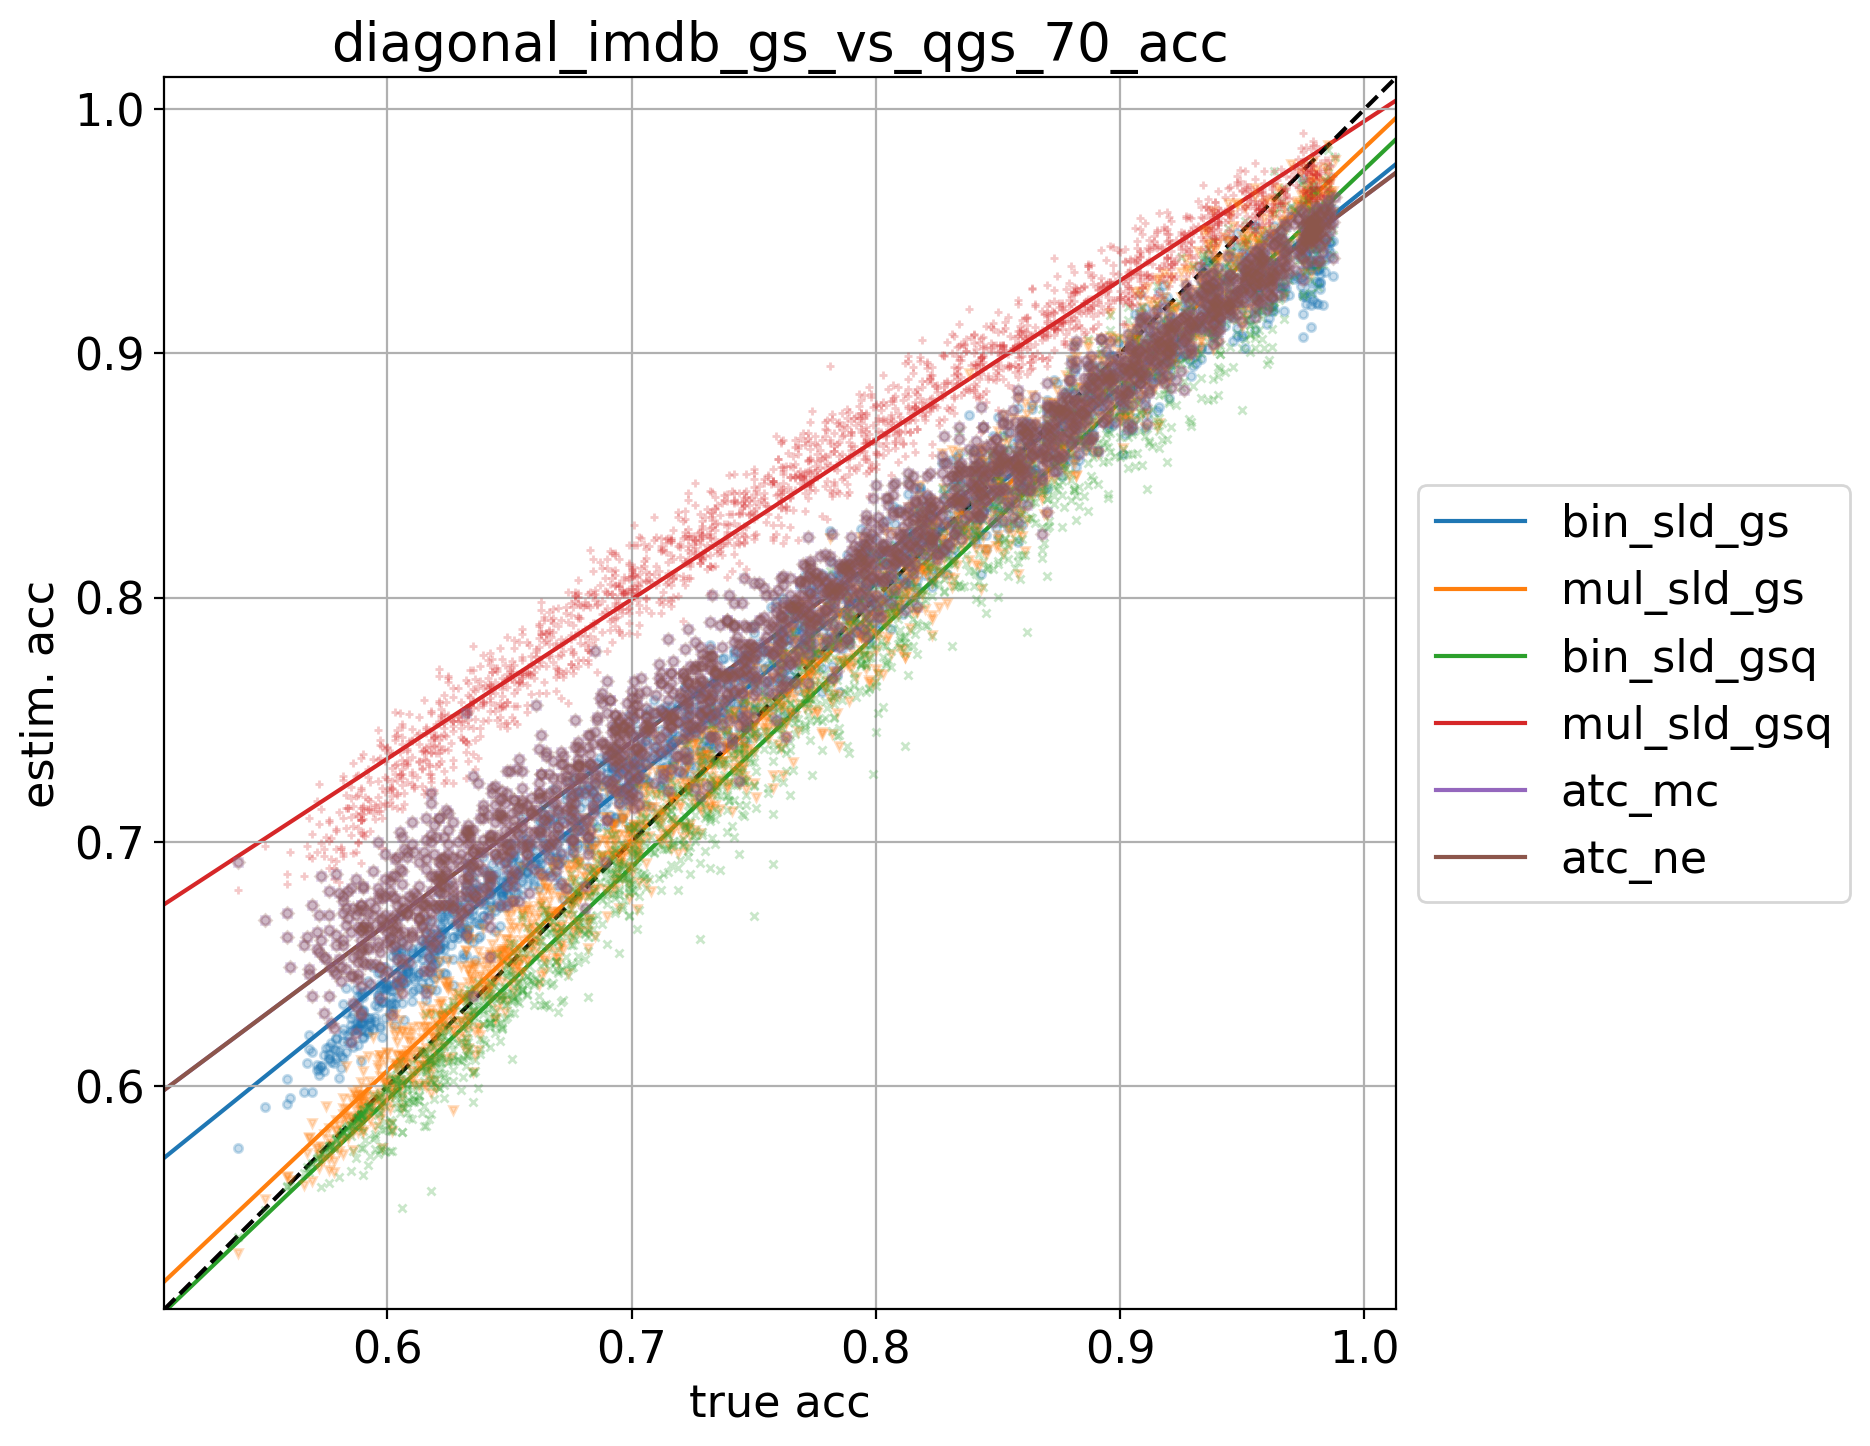 diagonal_imdb_gs_vs_qgs_70_acc
1.0
0.9
0.8
0.7
0.6
estim. acc
0.6
0.7
0.8
0.9
1.0
true acc
bin_sld_gs
mul_sld_gs
bin_sld_gsq
mul_sld_gsq
atc_mc
atc_ne